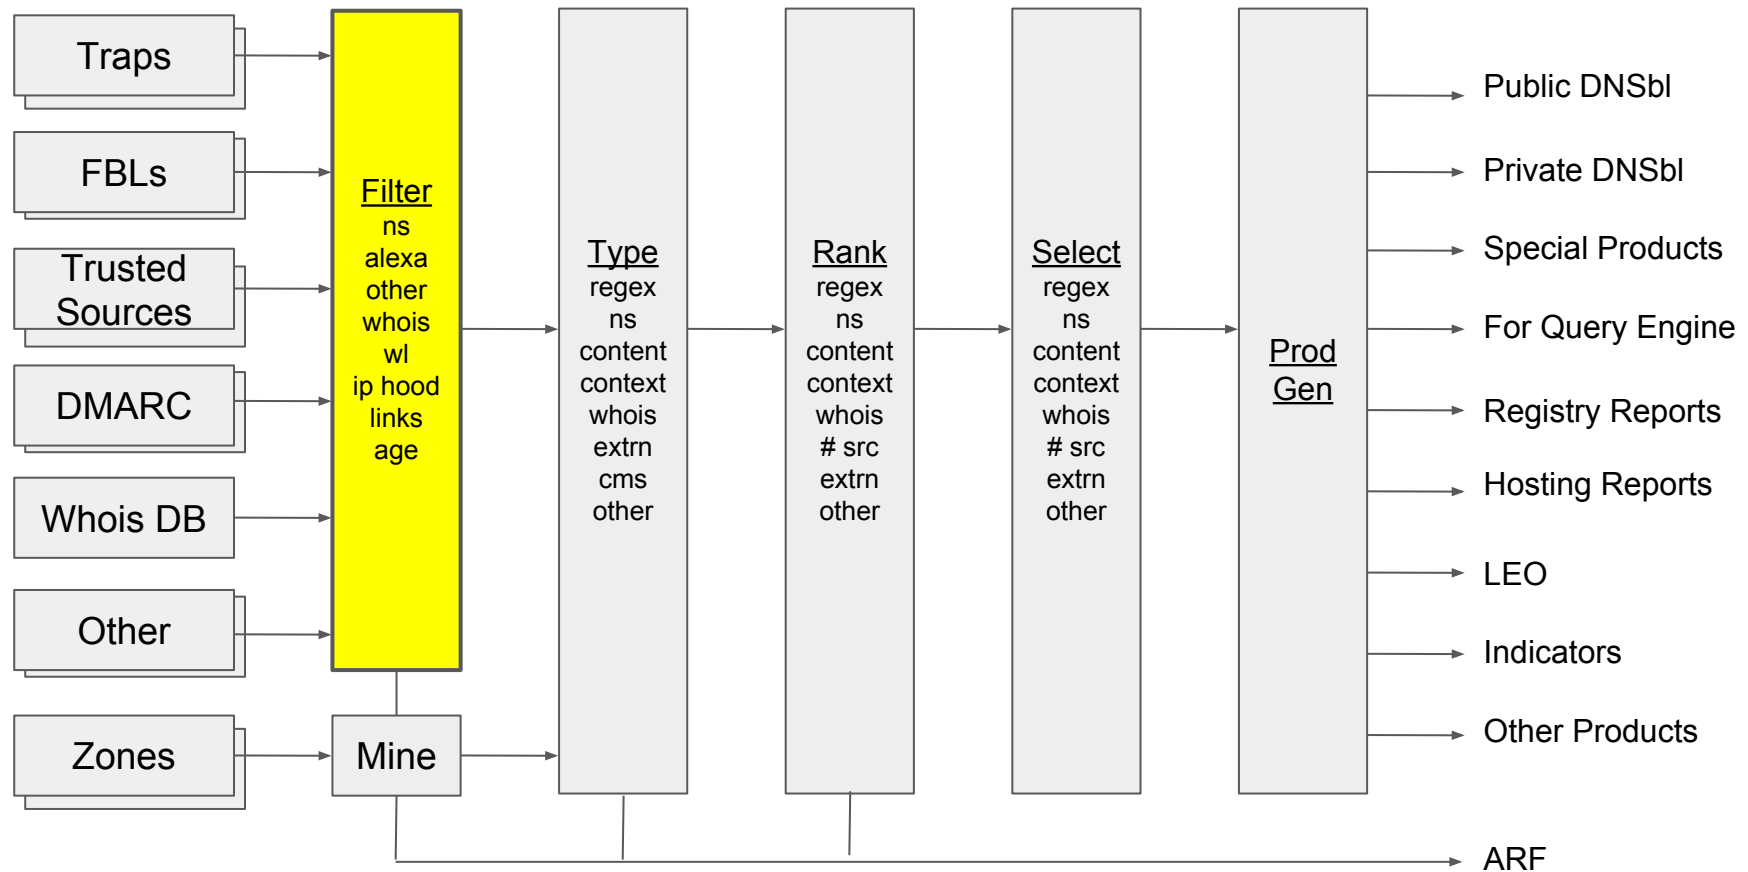 Traps
FBLs
Trusted
Sources
DMARC
Whois DB
Other
Zones
Filter
ns
alexa
other
whois
wl
ip hood
links
age
Mine
Type
regex
ns
content
context
whois
extrn
cms
other
Rank
regex
ns
content
context
whois
# src
extrn
other
Select
regex
ns
content
context
whois
# src
extrn
other
Prod
Gen
Public DNSbl
Private DNSbl
Special Products
For Query Engine
Registry Reports
Hosting Reports
LEO
Indicators
Other Products
ARF